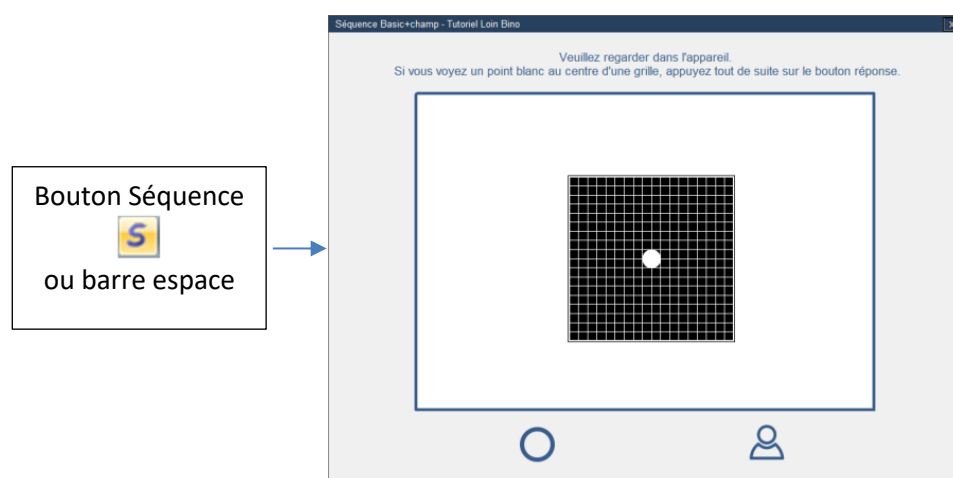 Séquence Basic+champ - Tutoriel Loin Bino
Veuillez regarder dans l'appareil.
Si vous voyez un point blanc au centre d'une grille, appuyez tout de suite sur le bouton réponse.
Bouton Séquence
S
ou barre espace